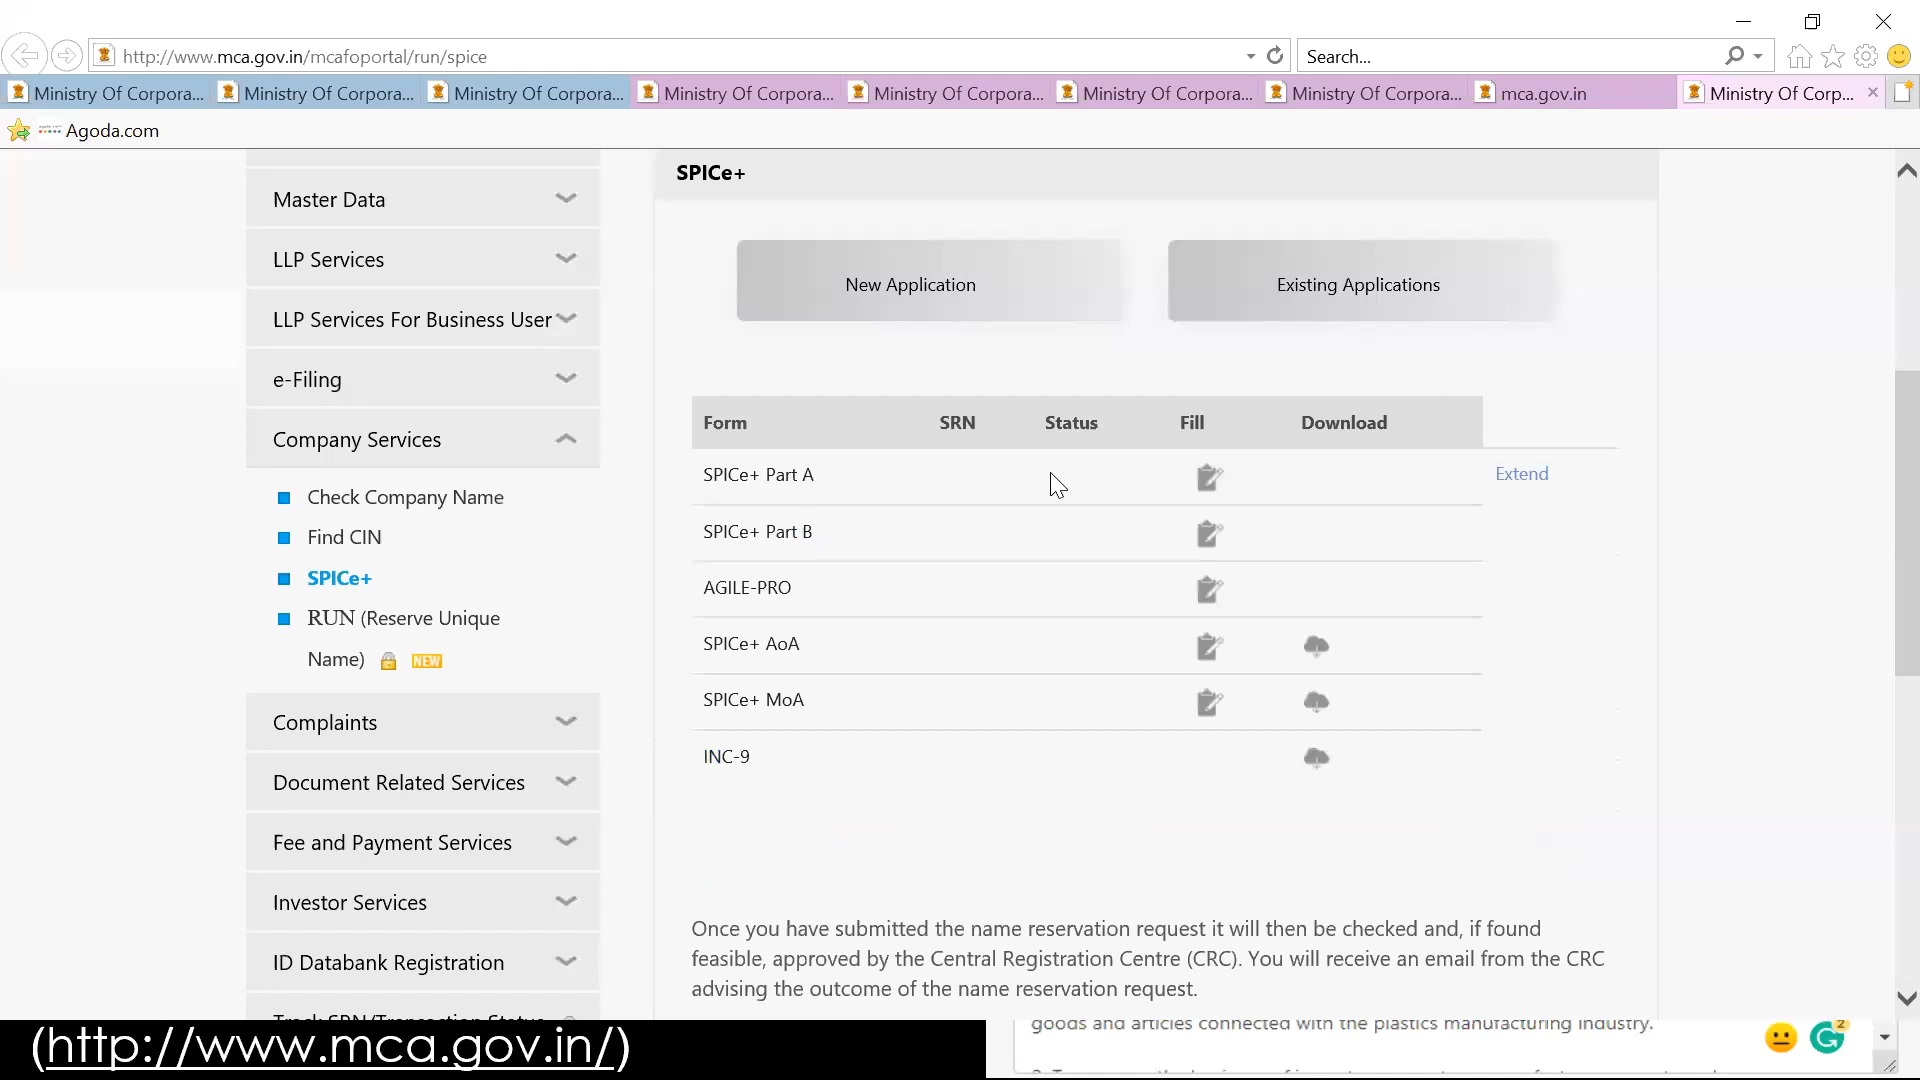 http://www.mca.gov.in/mcafoportal/run/spice
Search...
Ministry Of Corpora...
Ministry Of Corpora...
Ministry Of Corpora...
Ministry Of Corpora...
Ministry Of Corpora...
Ministry Of Corpora...
Ministry Of Corpora...
mca.gov.in
Ministry Of Corp...
Agoda.com
Master Data
LLP Services
LLP Services For Business User
e-Filing
Company Services
Check Company Name
Find CIN
SPICe+
RUN (Reserve Unique
Name) NEW
Complaints
Document Related Services
Fee and Payment Services
Investor Services
ID Databank Registration
Track SRN/Transaction Status
SPICe+
New Application
Existing Applications
Form SRN Status Fill Download
SPICe+ Part A Extend
SPICe+ Part B
AGILE-PRO
SPICe+ AoA
SPICe+ MoA
INC-9
Once you have submitted the name reservation request it will then be checked and, if found
feasible, approved by the Central Registration Centre (CRC). You will receive an email from the CRC
advising the outcome of the name reservation request.
(http://www.mca.gov.in/)
goods and articles connected with the plastics manufacturing industry.
2